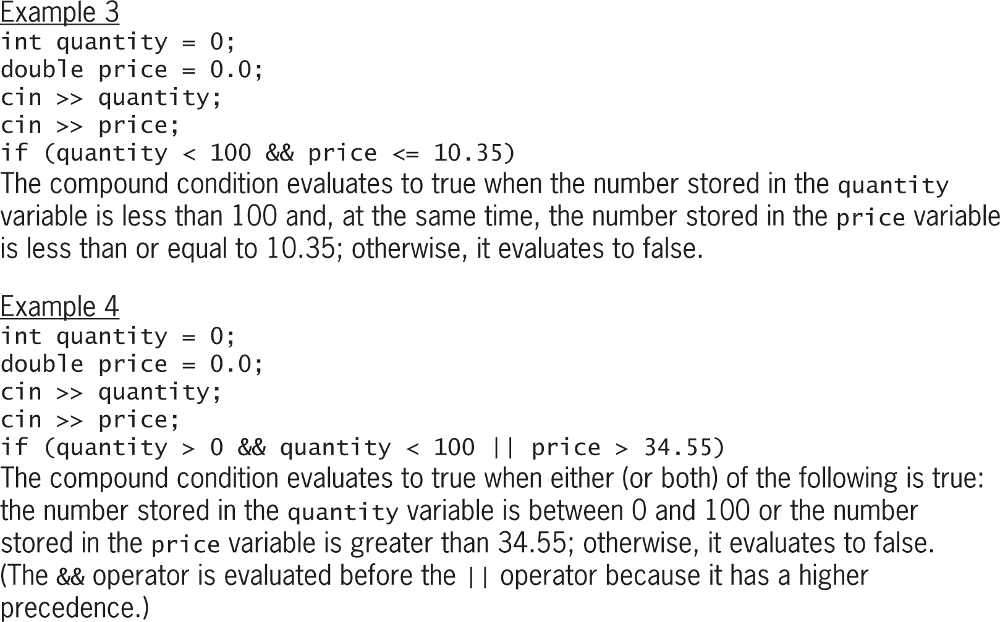 Example 3
int quantity = 0;
double price = 0.0;
cin >> quantity;
cin >> price;
if (quantity < 100 && price <= 10.35)
The compound condition evaluates to true when the number stored in the quantity
variable is less than 100 and, at the same time, the number stored in the price variable
is less than or equal to 10.35; otherwise, it evaluates to false.
Example 4
int quantity = 0;
double price = 0.0;
cin >> quantity;
cin >> price;
if (quantity > 0 && quantity < 100 || price > 34.55)
The compound condition evaluates to true when either (or both) of the following is true:
the number stored in the quantity variable is between 0 and 100 or the number
stored in the price variable is greater than 34.55; otherwise, it evaluates to false.
(The && operator is evaluated before the || operator because it has a higher
precedence.)